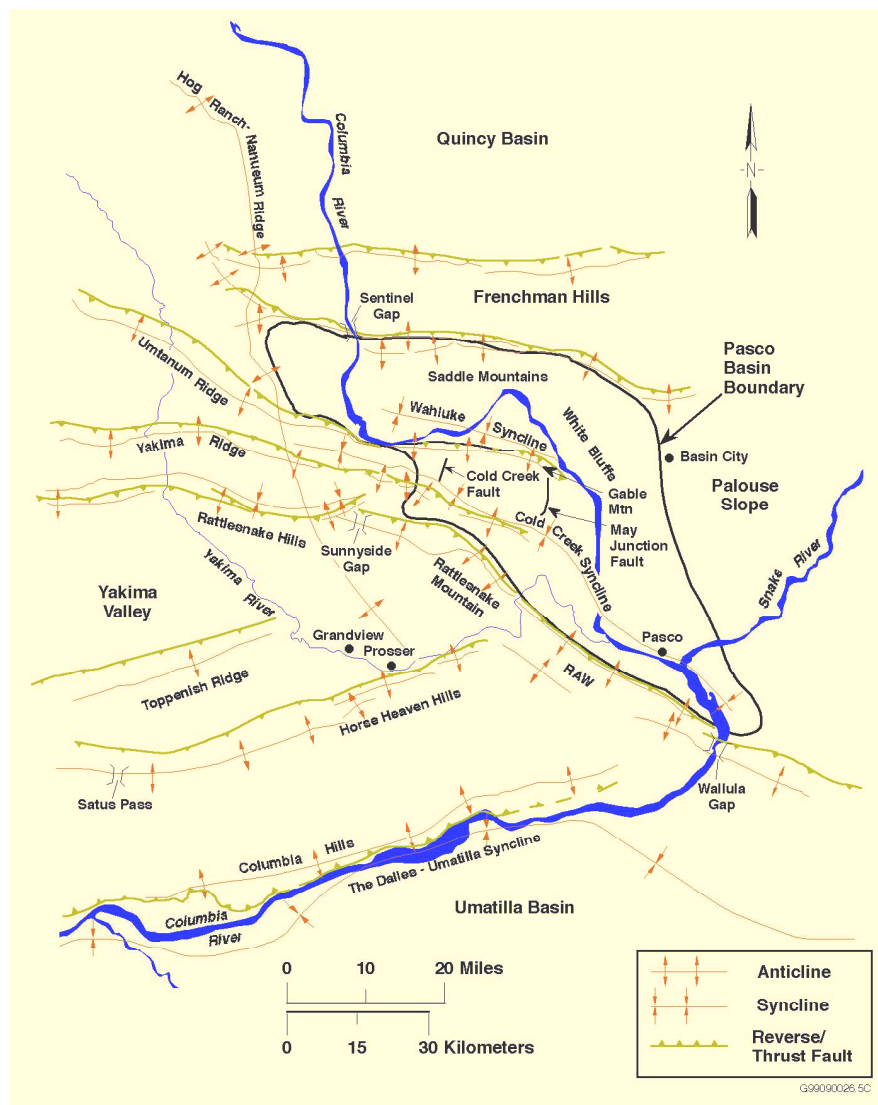 Hog Ranch-
Nanueum Ridge
Columbia
River
Quincy Basin
-N-
Sentinel
Gap
Frenchman Hills
Umtanum Ridge
Pasco
Basin
Boundary
Saddle Mountains
Wahluke
Syncline
White Bluffs
Basin City
Yakima
Ridge
Cold Creek
Fault
Gable
Mtn
Palouse
Slope
Rattlesnake Hills
Sunnyside
Gap
Cold Creek Syncline
May
Junction
Fault
Snake
River
Yakima
River
Rattlesnake
Mountain
Yakima
Valley
Grandview
Prosser
Pasco
RAW
Toppenish Ridge
Horse Heaven Hills
Satus Pass
Wallula
Gap
Columbia Hills
The Dalles - Umatilla Syncline
Columbia
River
Umatilla Basin
0 10 20 Miles
0 15 30 Kilometers
Anticline
Syncline
Reverse/
Thrust Fault
G99090026.5C